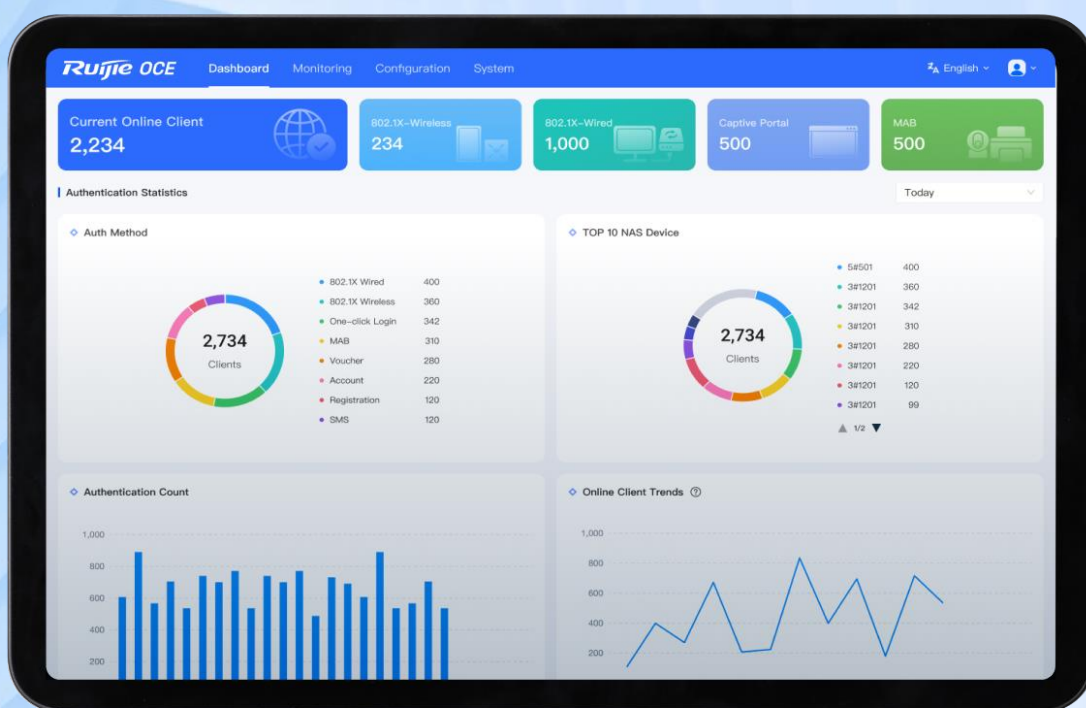 Ruijie OCE Dashboard Monitoring Configuration System English
Current Online Client
2,234
802.1X-Wireless
234
802.1X-Wired
1,000
Captive Portal
500
MAB
500
Authentication Statistics
Today
Auth Method
2,734
Clients
802.1X Wired 400
802.1X Wireless 360
One-click Login 342
MAB 310
Voucher 280
Account 220
Registration 120
SMS 120
TOP 10 NAS Device
2,734
Clients
5#501 400
3#1201 360
3#1201 342
3#1201 310
3#1201 280
3#1201 220
3#1201 120
3#1201 99
1/2
Authentication Count
1,000
800
600
400
200
Online Client Trends
1,000
800
600
400
200